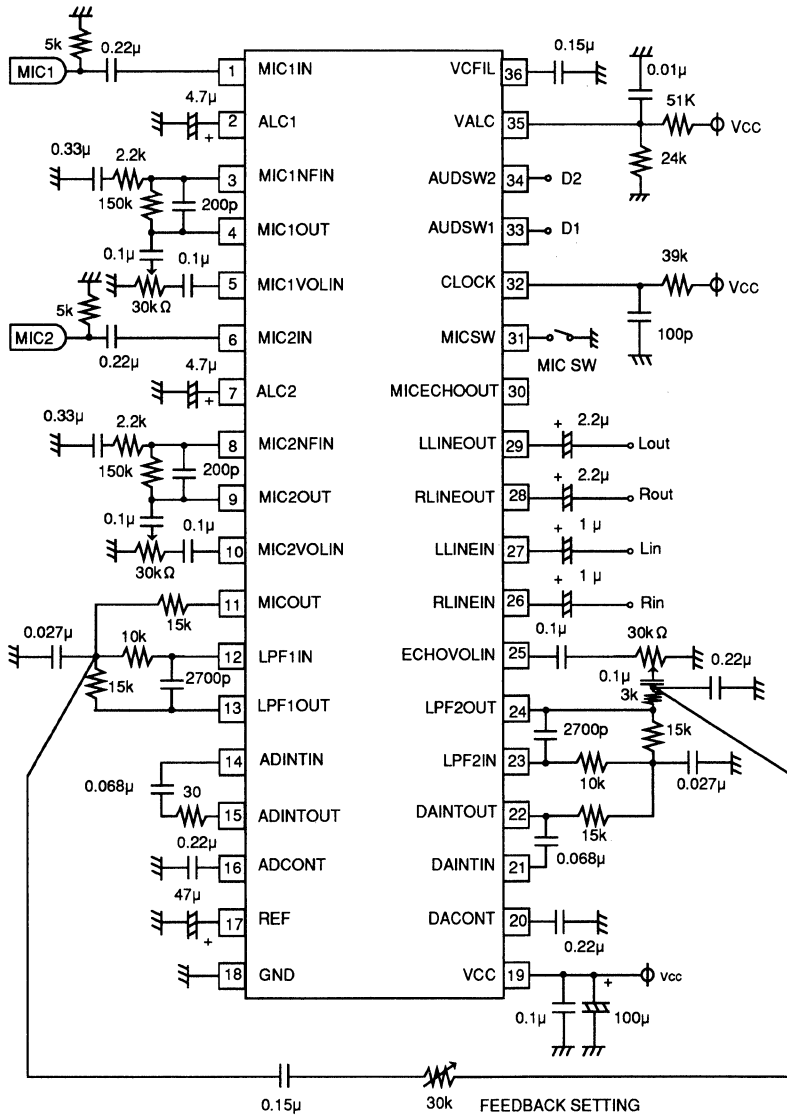 5k
0.22µ
MIC1
1
MIC1IN
4.7µ
+
2
ALC1
0.33µ
2.2k
3
MIC1NFIN
150k
200p
4
MIC1OUT
0.1µ
0.1µ
5
MIC1VOLIN
30kΩ
5k
MIC2
0.22µ
6
MIC2IN
4.7µ
+
7
ALC2
0.33µ
2.2k
8
MIC2NFIN
150k
200p
9
MIC2OUT
0.1µ
0.1µ
10
MIC2VOLIN
30kΩ
11
MICOUT
15k
0.027µ
10k
12
LPF1IN
15k
2700p
13
LPF1OUT
14
ADINTIN
0.068µ
30
15
ADINTOUT
0.22µ
16
ADCONT
47µ
+
17
REF
18
GND
VCFIL
36
0.15µ
0.01µ
VALC
35
51K
Vcc
24k
AUDSW2
34
D2
AUDSW1
33
D1
39k
CLOCK
32
Vcc
100p
MICSW
31
MIC SW
MICECHOOUT
30
+
2.2µ
LLINEOUT
29
Lout
+
2.2µ
RLINEOUT
28
Rout
+
1 µ
LLINEIN
27
Lin
+
1 µ
RLINEIN
26
Rin
0.1µ
30kΩ
ECHOVOLIN
25
0.1µ
3k
0.22µ
LPF2OUT
24
2700p
15k
LPF2IN
23
10k
0.027µ
DAINTOUT
22
15k
0.068µ
DAINTIN
21
DACONT
20
0.22µ
VCC
19
+
Vcc
0.1µ
100µ
0.15µ
30k
FEEDBACK SETTING